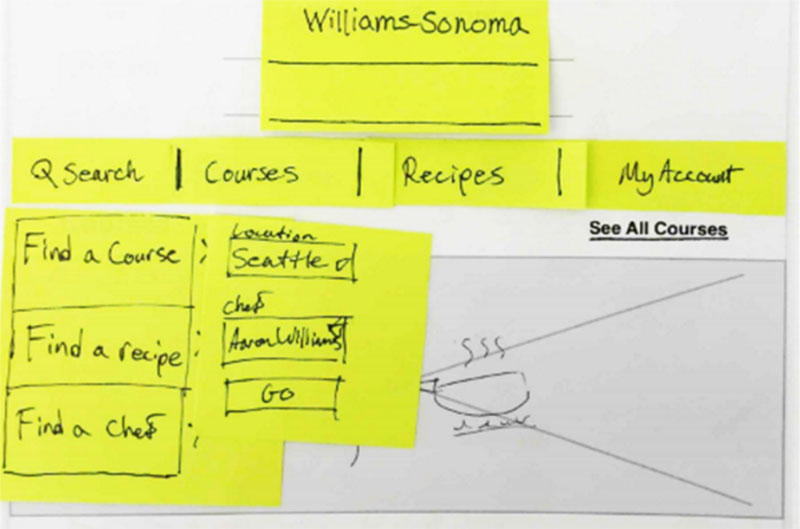 Williams-Sonoma
Search | Courses | Recipes | My Account
See All Courses
Find a Course :
Find a recipe :
Find a Chef :
Location
Seattle
Chef
Aaron Williams
GO